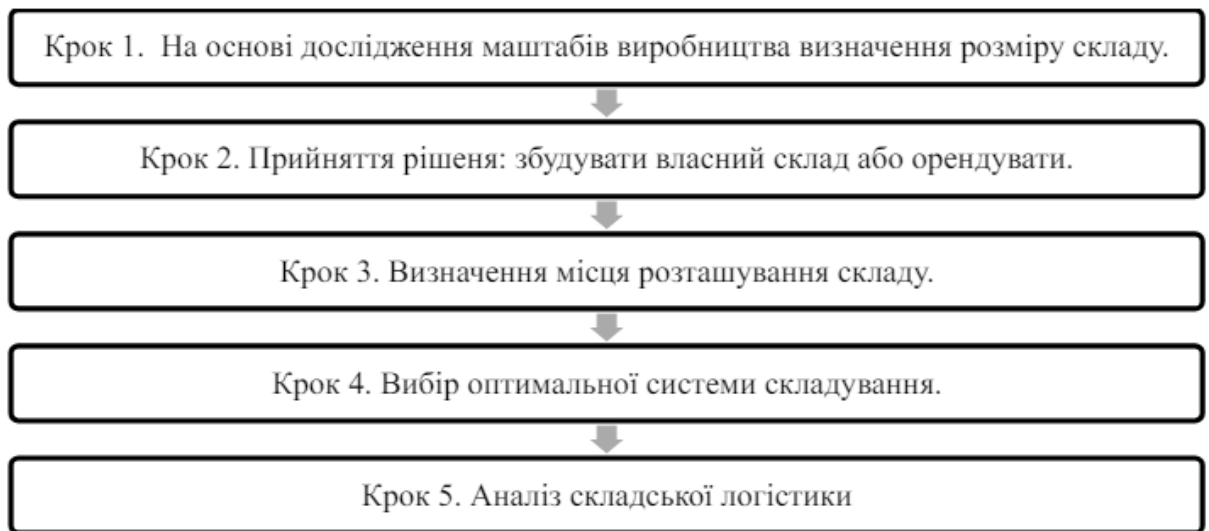 Крок 1.  На основі дослідження маштабів виробництва визначення розміру складу.
Крок 2. Прийняття рішеня: збудувати власний склад або орендувати.
Крок 3. Визначення місця розташування складу.
Крок 4. Вибір оптимальної системи складування.
Крок 5. Аналіз складської логістики